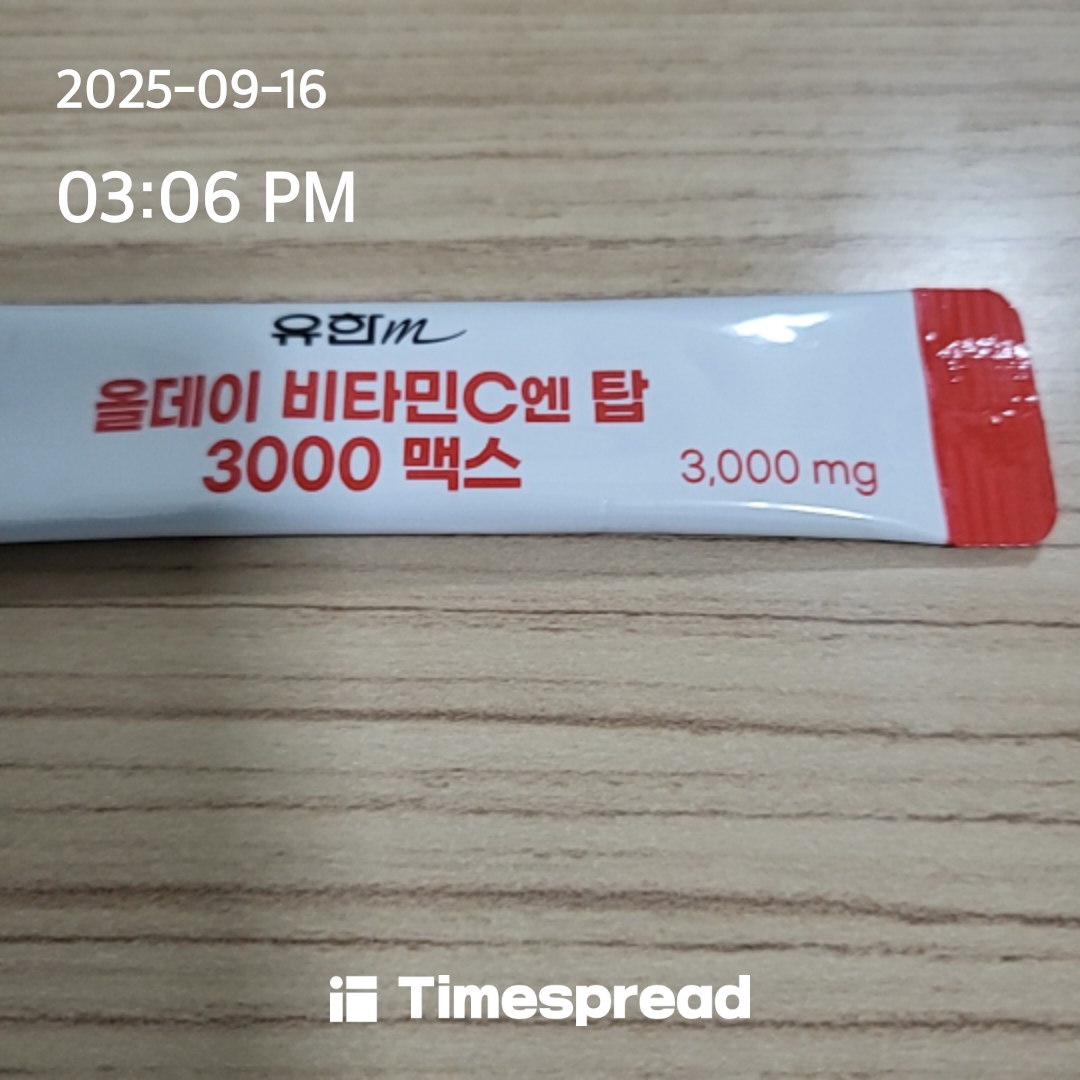 2025-09-16
03:06 PM
유한m
올데이 비타민C엔 탑
3000 맥스
3,000 mg
Timespread